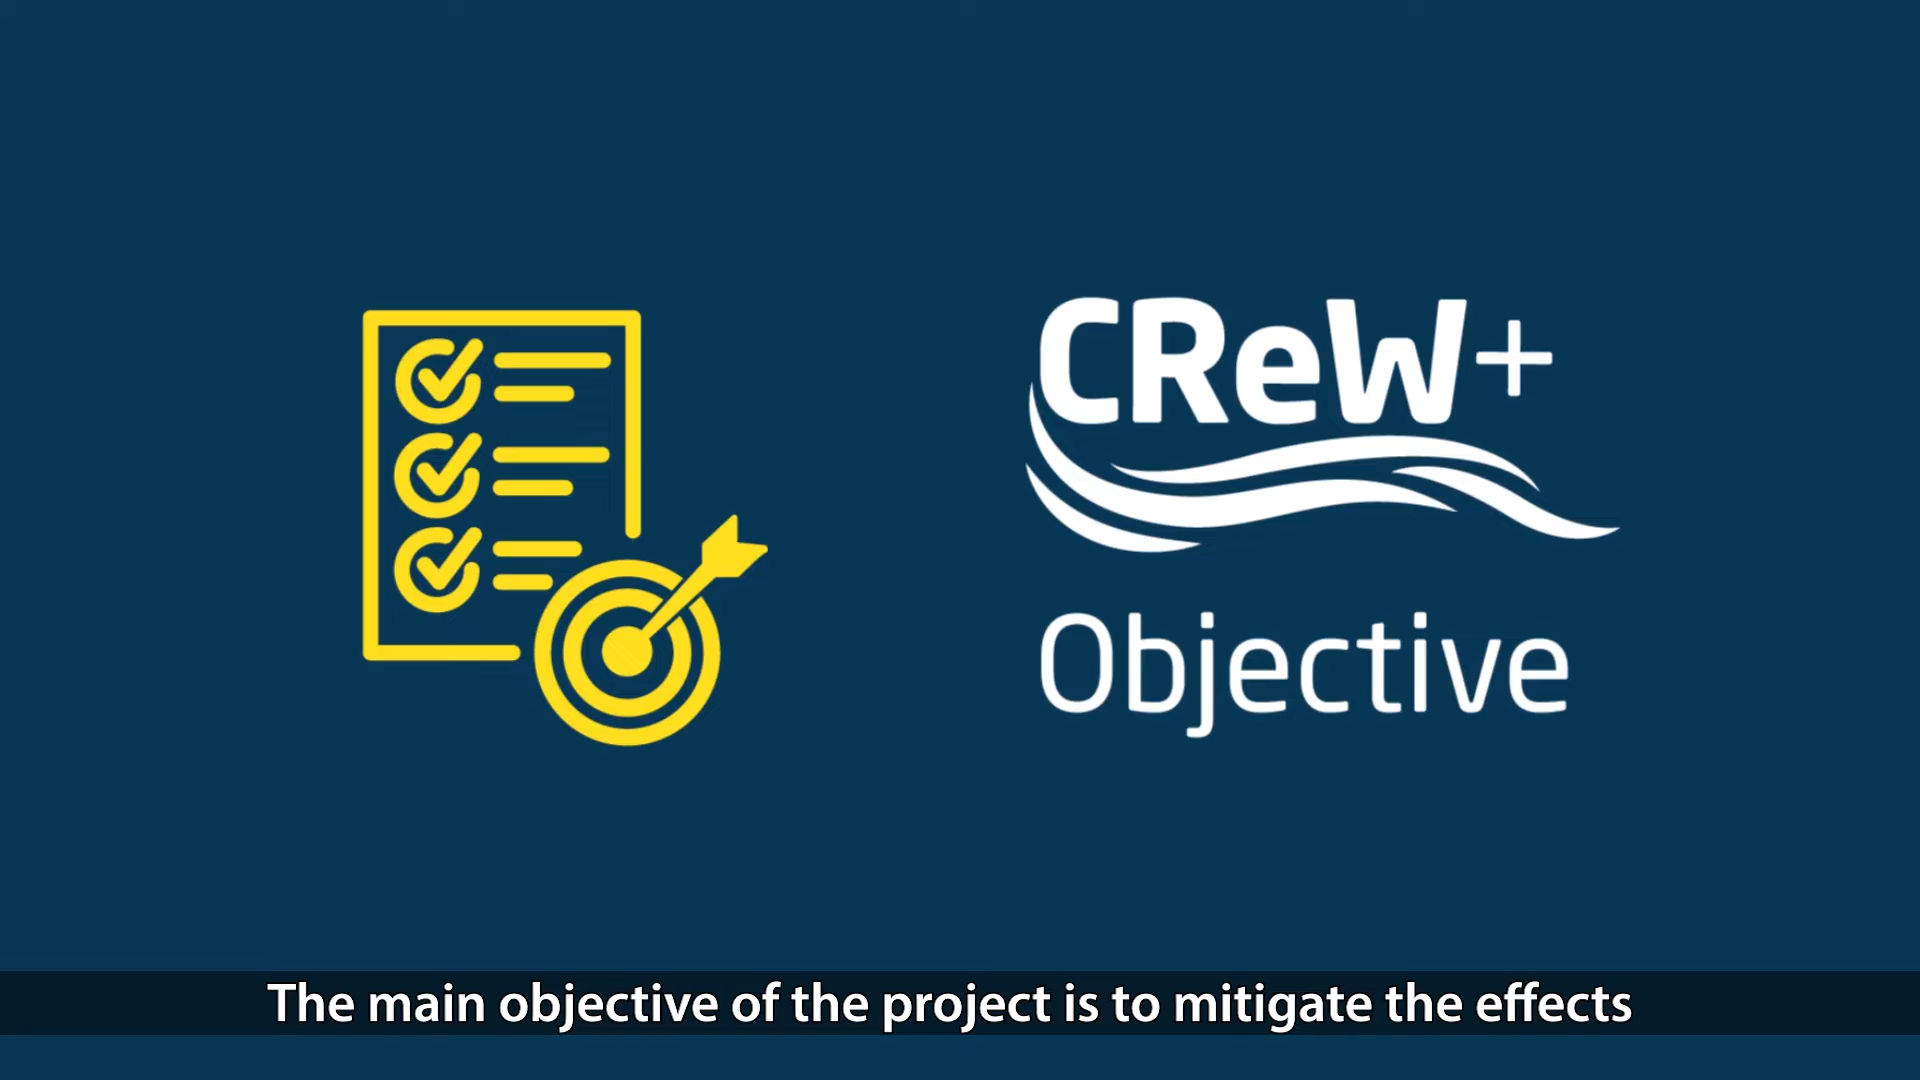 CReW+
Objective
The main objective of the project is to mitigate the effects